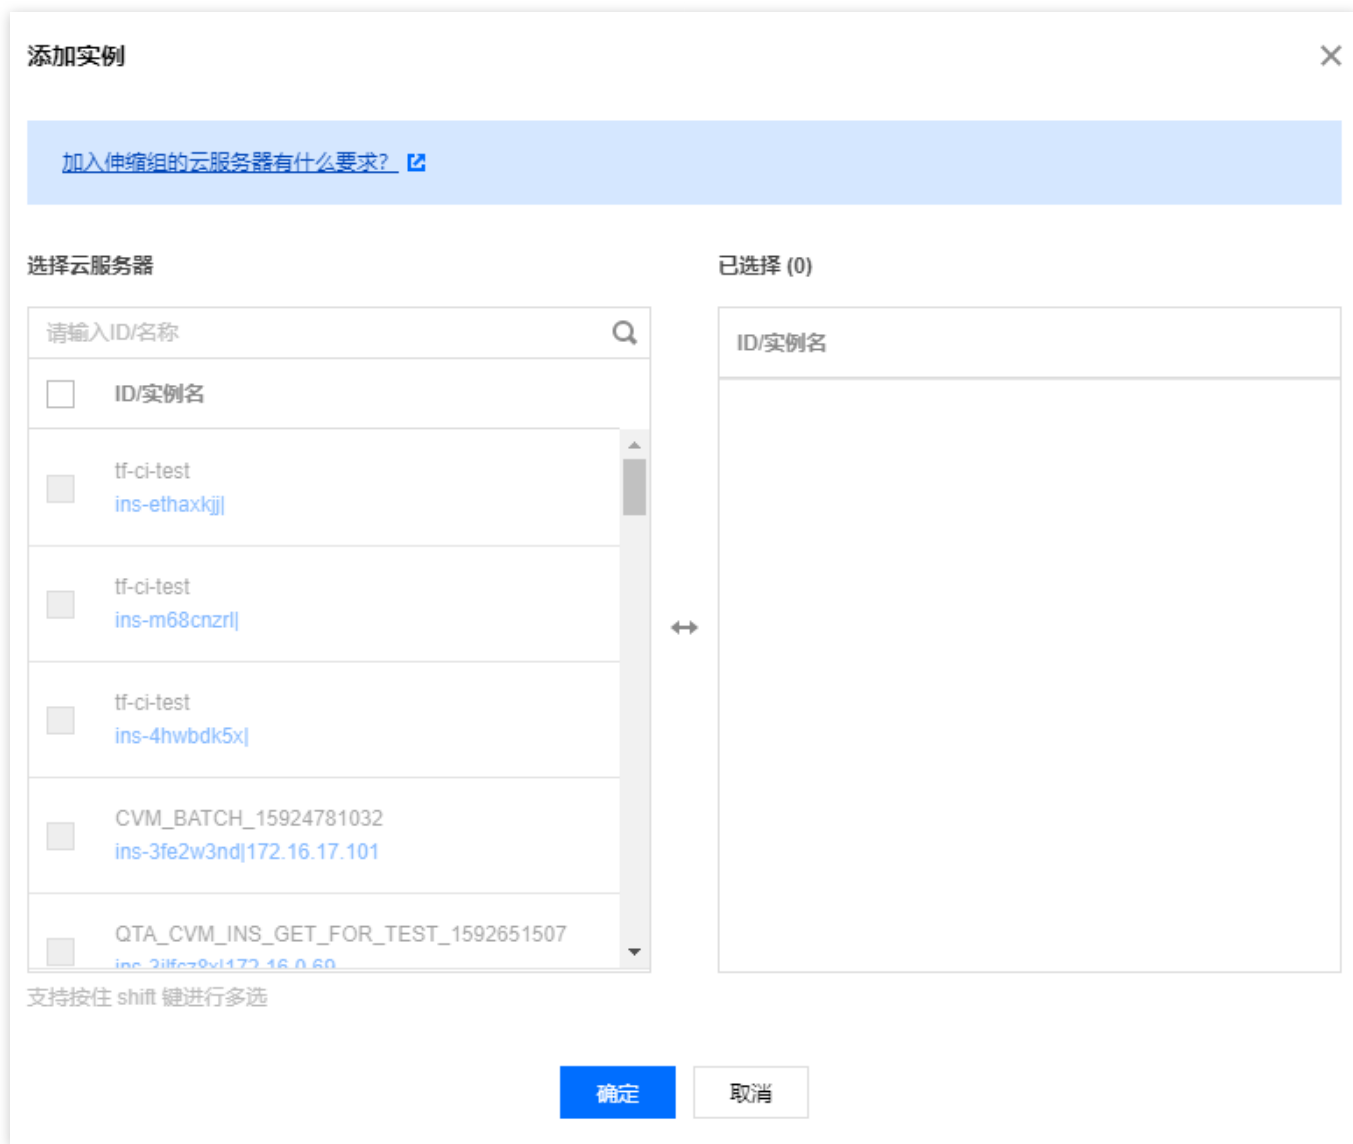 添加实例
加入伸缩组的云服务器有什么要求?
选择云服务器
已选择 (0)
请输入ID/名称
ID/实例名
ID/实例名
tf-ci-test
ins-ethaxkjj|
tf-ci-test
ins-m68cnzrl|
tf-ci-test
ins-4hwbdk5x|
CVM_BATCH_15924781032
ins-3fe2w3nd|172.16.17.101
QTA_CVM_INS_GET_FOR_TEST_1592651507
支持按住 shift 键进行多选
确定
取消